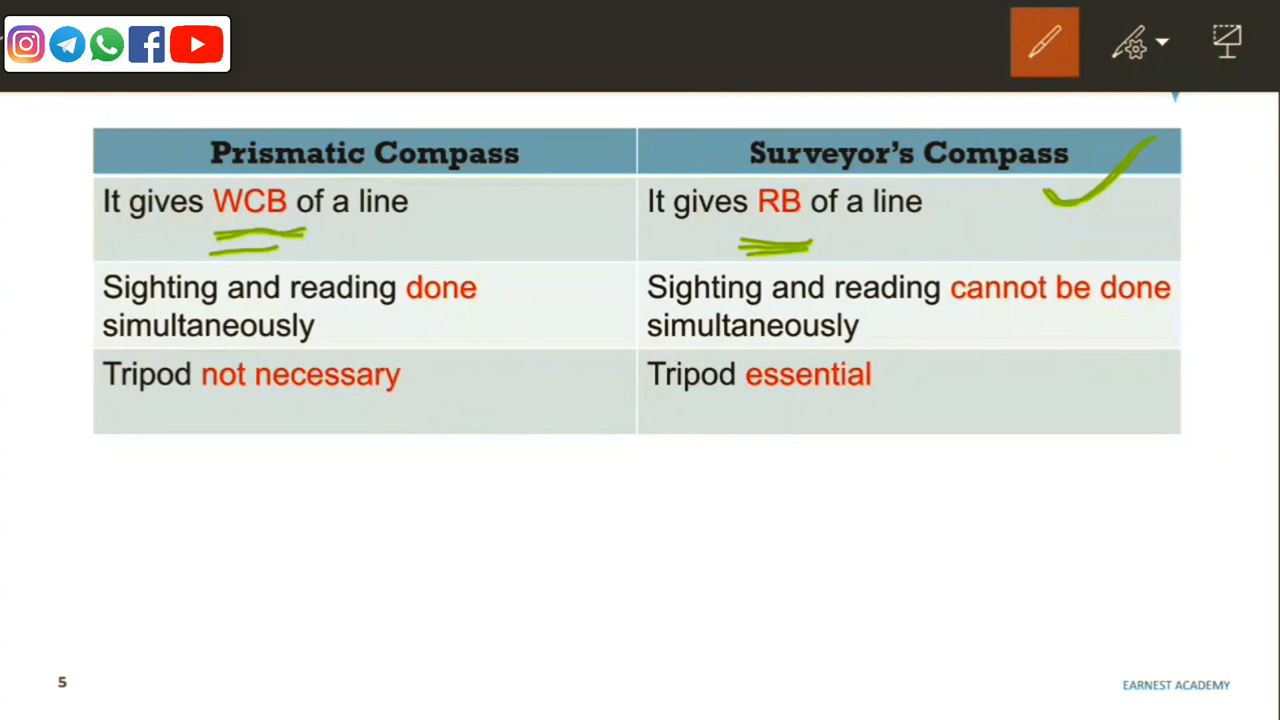 Prismatic Compass
Surveyor's Compass
It gives WCB of a line
It gives RB of a line
Sighting and reading done
simultaneously
Sighting and reading cannot be done
simultaneously
Tripod not necessary
Tripod essential
5
EARNEST ACADEMY